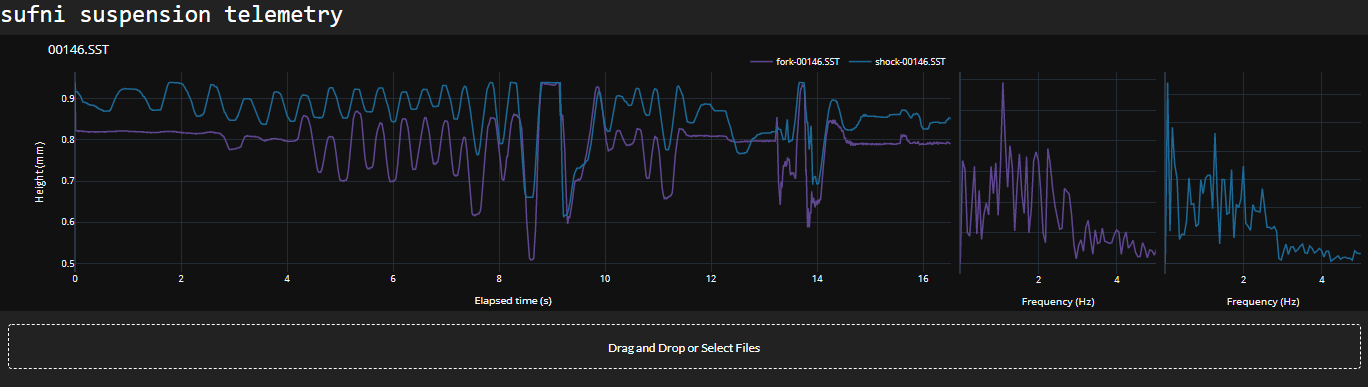 sufni suspension telemetry
00146.SST
fork-00146.SST
shock-00146.SST
Height(mm)
0.9
0.8
0.7
0.6
0.5
0 2 4 6 8 10 12 14 16
Elapsed time (s)
2 4
Frequency (Hz)
2 4
Frequency (Hz)
Drag and Drop or Select Files